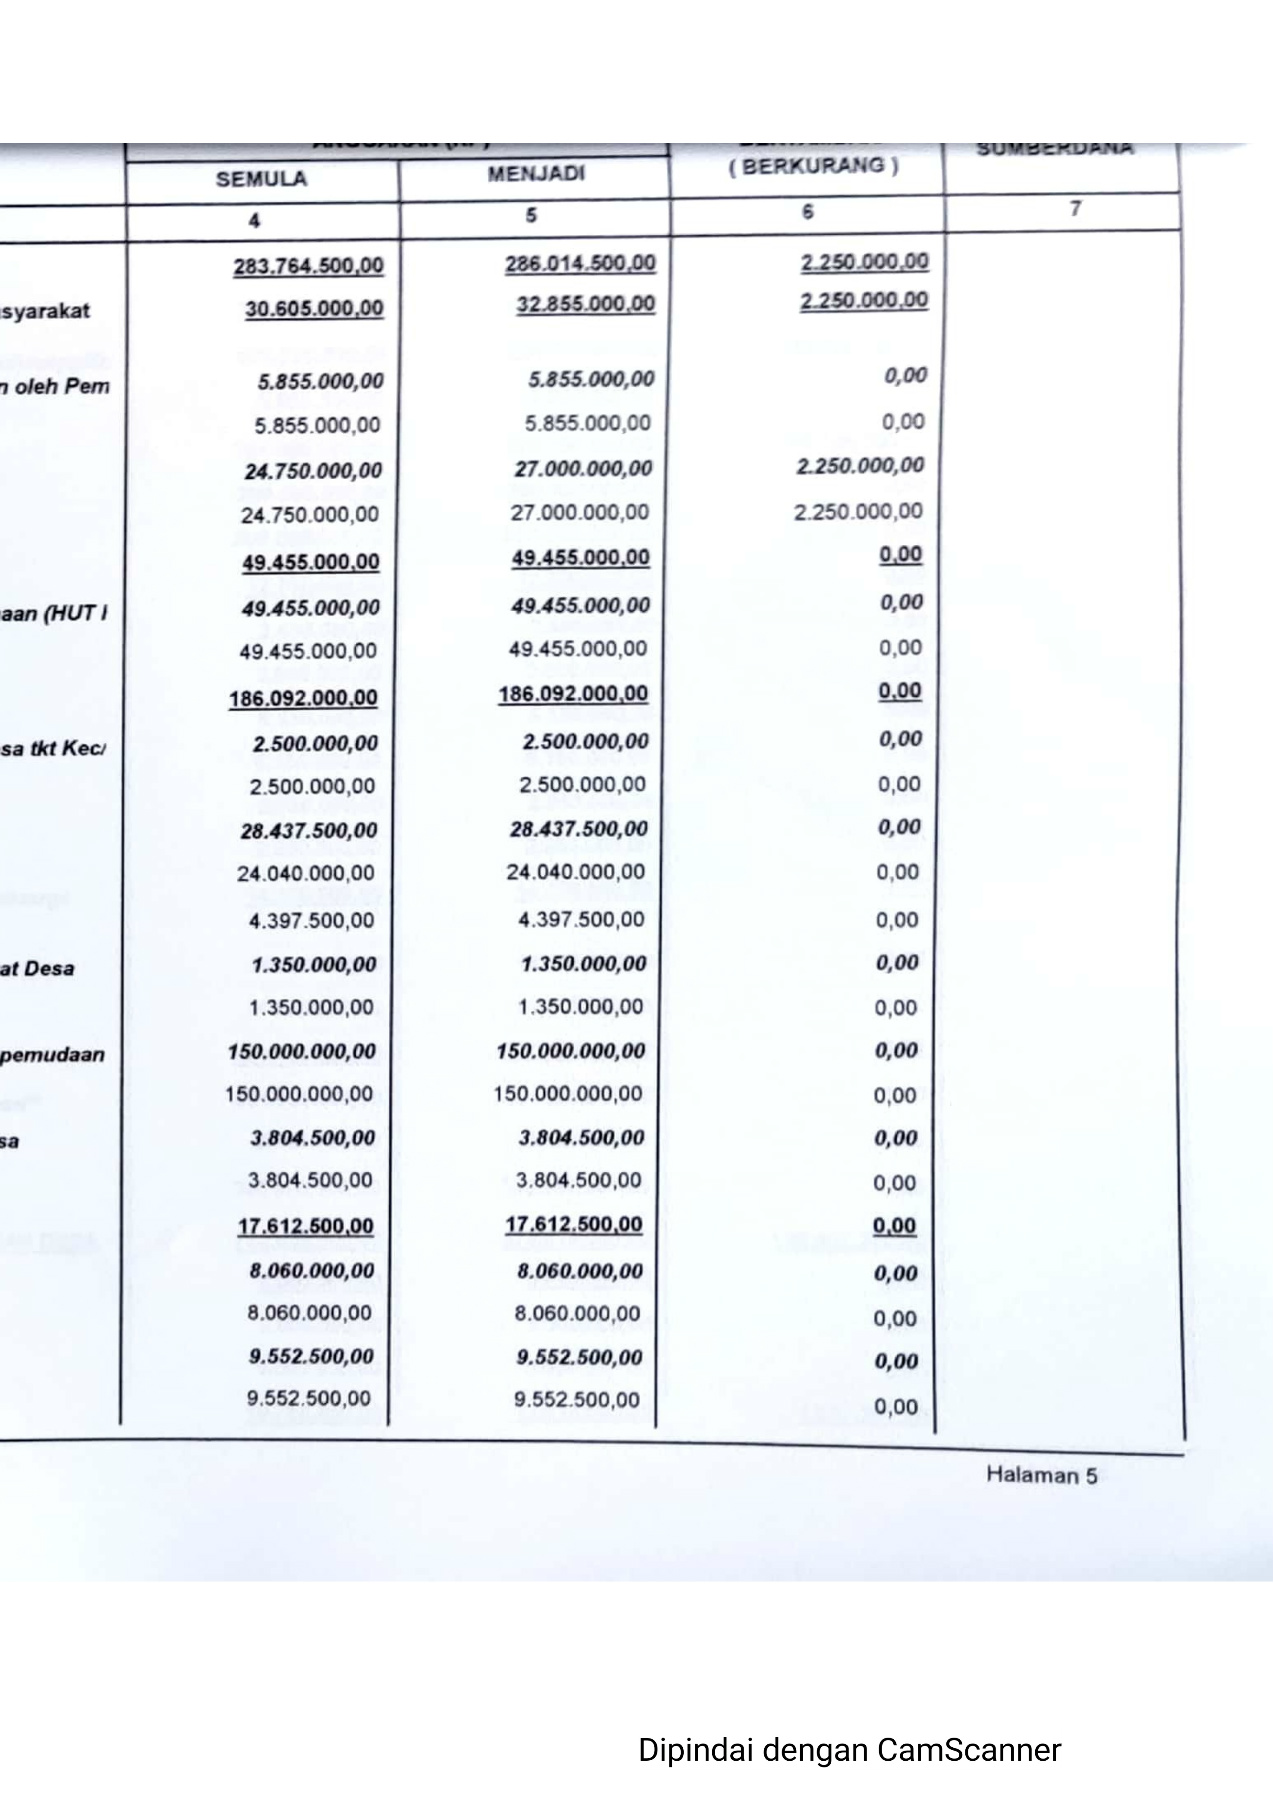 SUMBERDANA
SEMULA MENJADI ( BERKURANG )
4 5 6 7
283.764.500,00 286.014.500,00 2.250.000,00
syarakat 30.605.000,00 32.855.000,00 2.250.000,00
n oleh Pem 5.855.000,00 5.855.000,00 0,00
5.855.000,00 5.855.000,00 0,00
24.750.000,00 27.000.000,00 2.250.000,00
24.750.000,00 27.000.000,00 2.250.000,00
49.455.000,00 49.455.000,00 0,00
aan (HUT 49.455.000,00 49.455.000,00 0,00
49.455.000,00 49.455.000,00 0,00
186.092.000,00 186.092.000,00 0,00
sa tkt Kec/ 2.500.000,00 2.500.000,00 0,00
2.500.000,00 2.500.000,00 0,00
28.437.500,00 28.437.500,00 0,00
24.040.000,00 24.040.000,00 0,00
4.397.500,00 4.397.500,00 0,00
at Desa 1.350.000,00 1.350.000,00 0,00
1.350.000,00 1.350.000,00 0,00
pemudaan 150.000.000,00 150.000.000,00 0,00
150.000.000,00 150.000.000,00 0,00
sa 3.804.500,00 3.804.500,00 0,00
3.804.500,00 3.804.500,00 0,00
17.612.500,00 17.612.500,00 0,00
8.060.000,00 8.060.000,00 0,00
8.060.000,00 8.060.000,00 0,00
9.552.500,00 9.552.500,00 0,00
9.552.500,00 9.552.500,00 0,00
Halaman 5
Dipindai dengan CamScanner